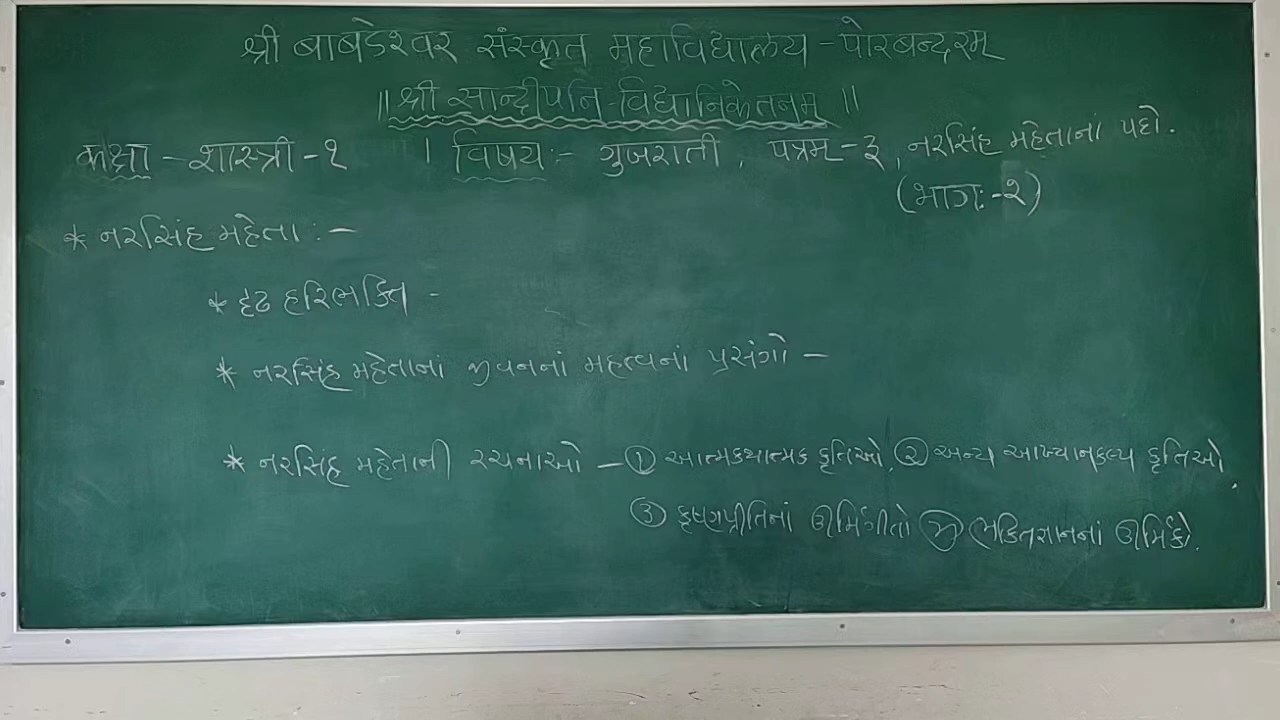 श्री बाबडेश्वर संस्कृत महाविद्यालय - पोरबन्दरम्
॥ श्री सान्दीपनि-विद्यानिकेतनम् ॥
कक्षा - शास्त्री - १ । विषयः - गुजराती, पत्रम् - ३, નરસિંહ મહેતાનાં પદો.
(ભાગઃ-૨)
* નરસિંહ મહેતા :-
* દૃઢ હરિભક્તિ -
* નરસિંહ મહેતાનાં જીવનનાં મહત્વનાં પ્રસંગો -
* નરસિંહ મહેતાની રચનાઓ - ① આત્મકથાત્મક કૃતિઓ, ② અન્ય આખ્યાનકલ્પ કૃતિઓ.
③ કૃષ્ણપ્રીતિનાં ઊર્મિગીતો ④ ભક્તિજ્ઞાનનાં ઊર્મિકો.